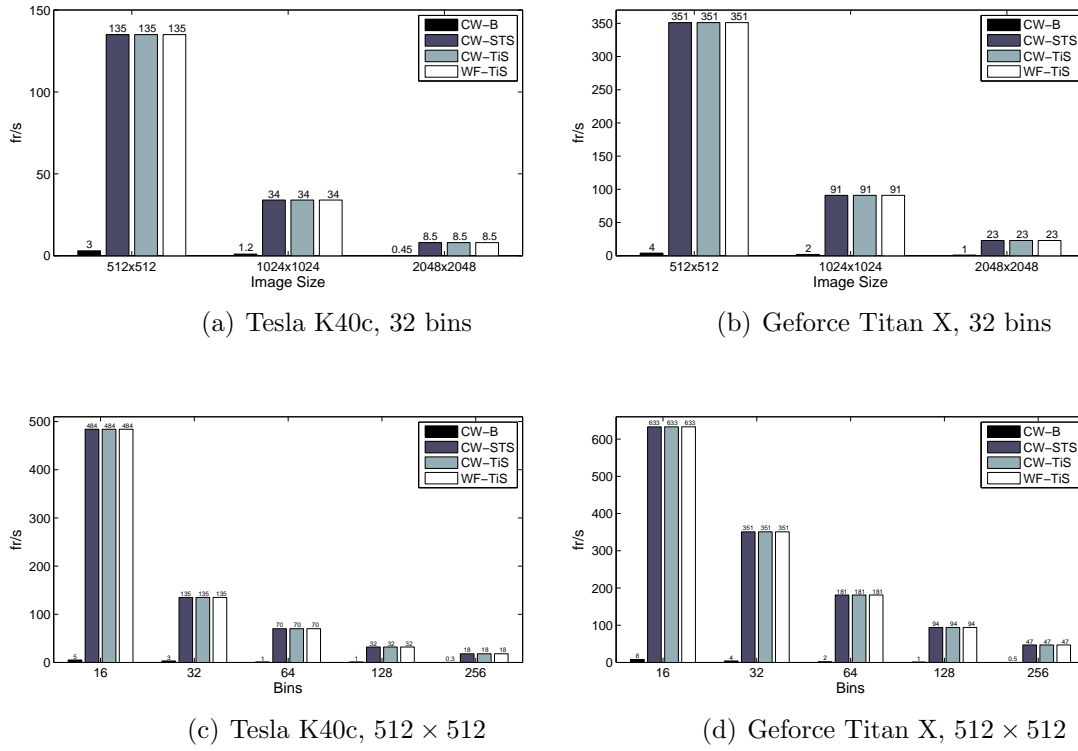 150
100
50
0
fr/s
3
135
135
135
1.2
34
34
34
0.45
8.5
8.5
8.5
512x512
1024x1024
2048x2048
Image Size
CW-B
CW-STS
CW-TiS
WF-TiS
(a) Tesla K40c, 32 bins
350
300
250
200
150
100
50
0
fr/s
4
351
351
351
2
91
91
91
1
23
23
23
512x512
1024x1024
2048x2048
Image Size
CW-B
CW-STS
CW-TiS
WF-TiS
(b) Geforce Titan X, 32 bins
500
400
300
200
100
0
fr/s
5
484
484
484
3
135
135
135
1
70
70
70
1
32
32
32
0.3
18
18
18
16
32
64
128
256
Bins
CW-B
CW-STS
CW-TiS
WF-TiS
(c) Tesla K40c, 512 × 512
600
500
400
300
200
100
0
fr/s
8
633
633
633
4
351
351
351
2
181
181
181
1
94
94
94
0.5
47
47
47
16
32
64
128
256
Bins
CW-B
CW-STS
CW-TiS
WF-TiS
(d) Geforce Titan X, 512 × 512